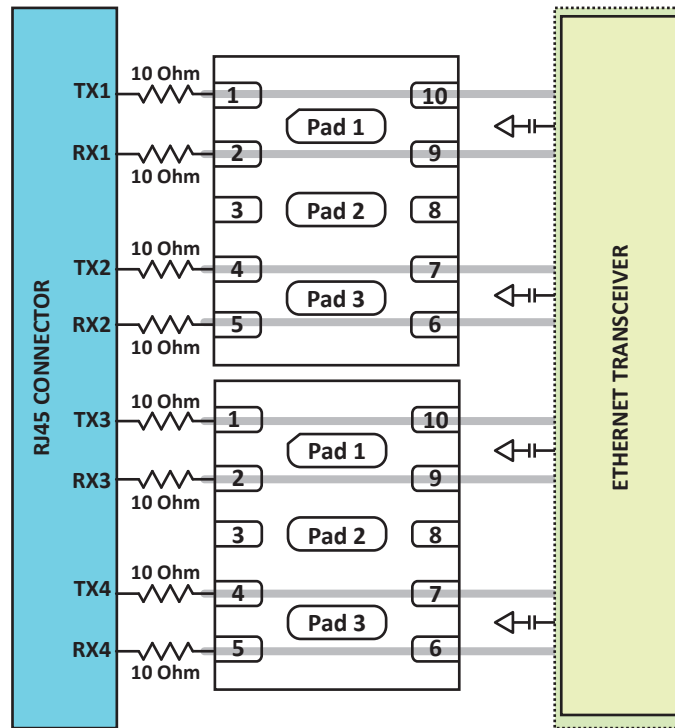 RJ45 CONNECTOR
TX1
10 Ohm
RX1
10 Ohm
TX2
10 Ohm
RX2
10 Ohm
TX3
10 Ohm
RX3
10 Ohm
TX4
10 Ohm
RX4
10 Ohm
1
10
Pad 1
2
9
3
Pad 2
8
4
7
Pad 3
5
6
1
10
Pad 1
2
9
3
Pad 2
8
4
7
Pad 3
5
6
ETHERNET TRANSCEIVER